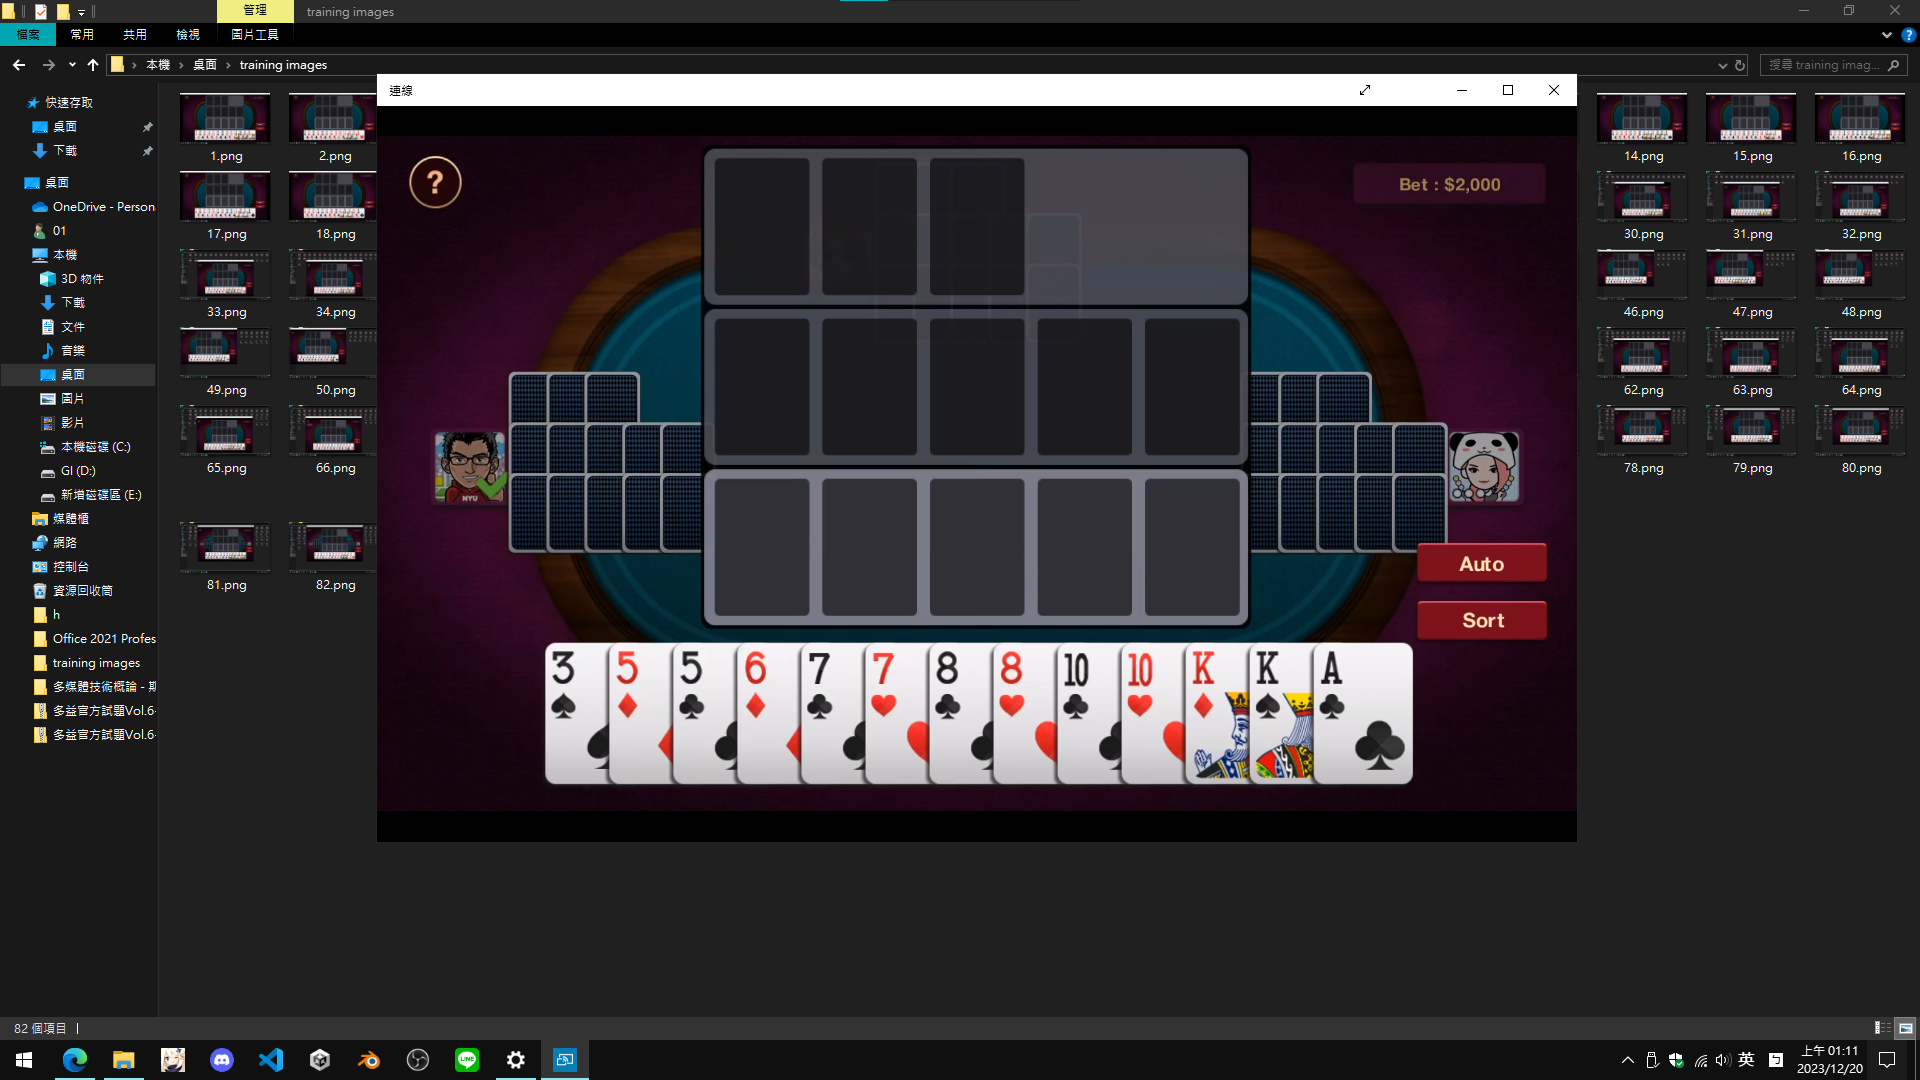 管理
training images
檔案
常用
共用
檢視
圖片工具
本機
桌面
training images
搜尋 training imag...
連線
快速存取
桌面
下載
桌面
OneDrive - Person
01
本機
3D 物件
下載
文件
音樂
桌面
圖片
影片
本機磁碟 (C:)
GI (D:)
新增磁碟區 (E:)
媒體櫃
網路
控制台
資源回收筒
h
Office 2021 Profes
training images
多媒體技術概論 - 期
多益官方試題Vol.6-
多益官方試題Vol.6-
1.png
2.png
14.png
15.png
16.png
17.png
18.png
30.png
31.png
32.png
33.png
34.png
46.png
47.png
48.png
49.png
50.png
62.png
63.png
64.png
65.png
66.png
78.png
79.png
80.png
81.png
82.png
?
Bet : $2,000
NYU
Auto
Sort
3
5
5
6
7
7
8
8
10
10
K
K
A
82 個項目
LINE
英
上午 01:11
2023/12/20